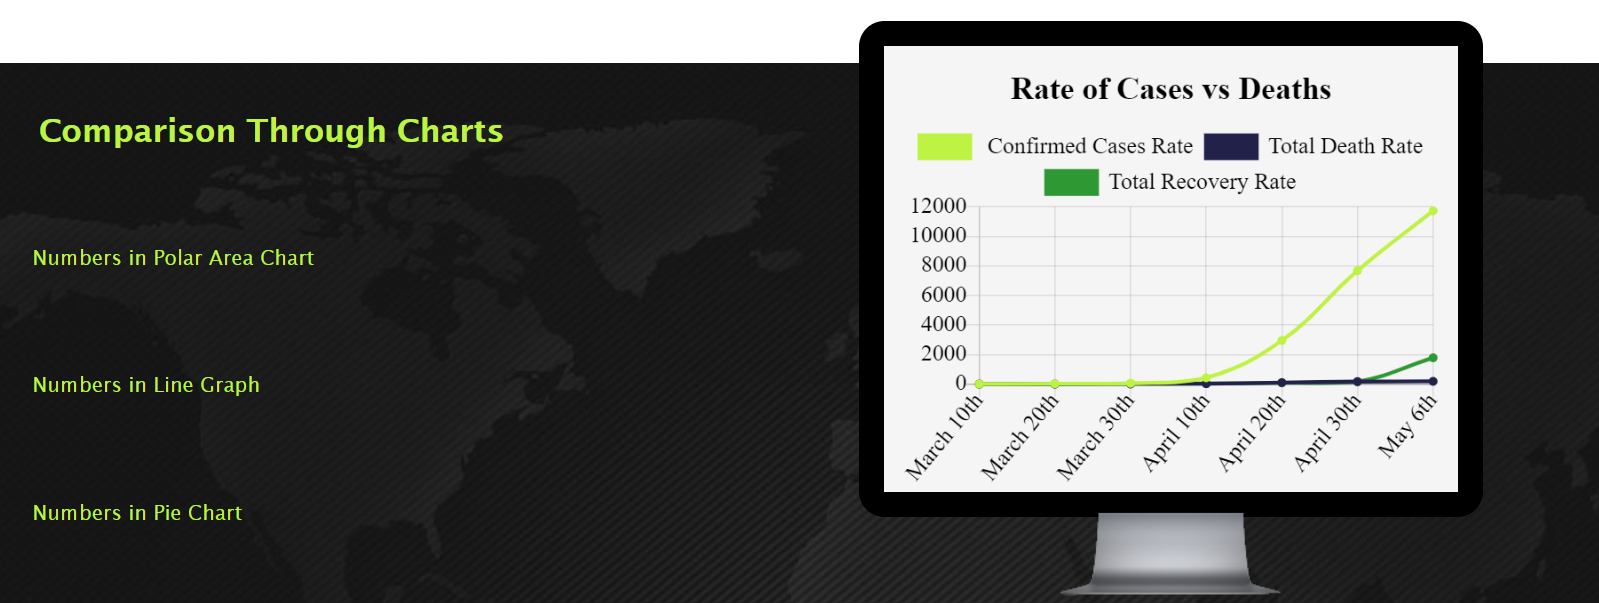 Comparison Through Charts
Numbers in Polar Area Chart
Numbers in Line Graph
Numbers in Pie Chart
Rate of Cases vs Deaths
Confirmed Cases Rate Total Death Rate
Total Recovery Rate
12000
10000
8000
6000
4000
2000
0
March 10th
March 20th
March 30th
April 10th
April 20th
April 30th
May 6th